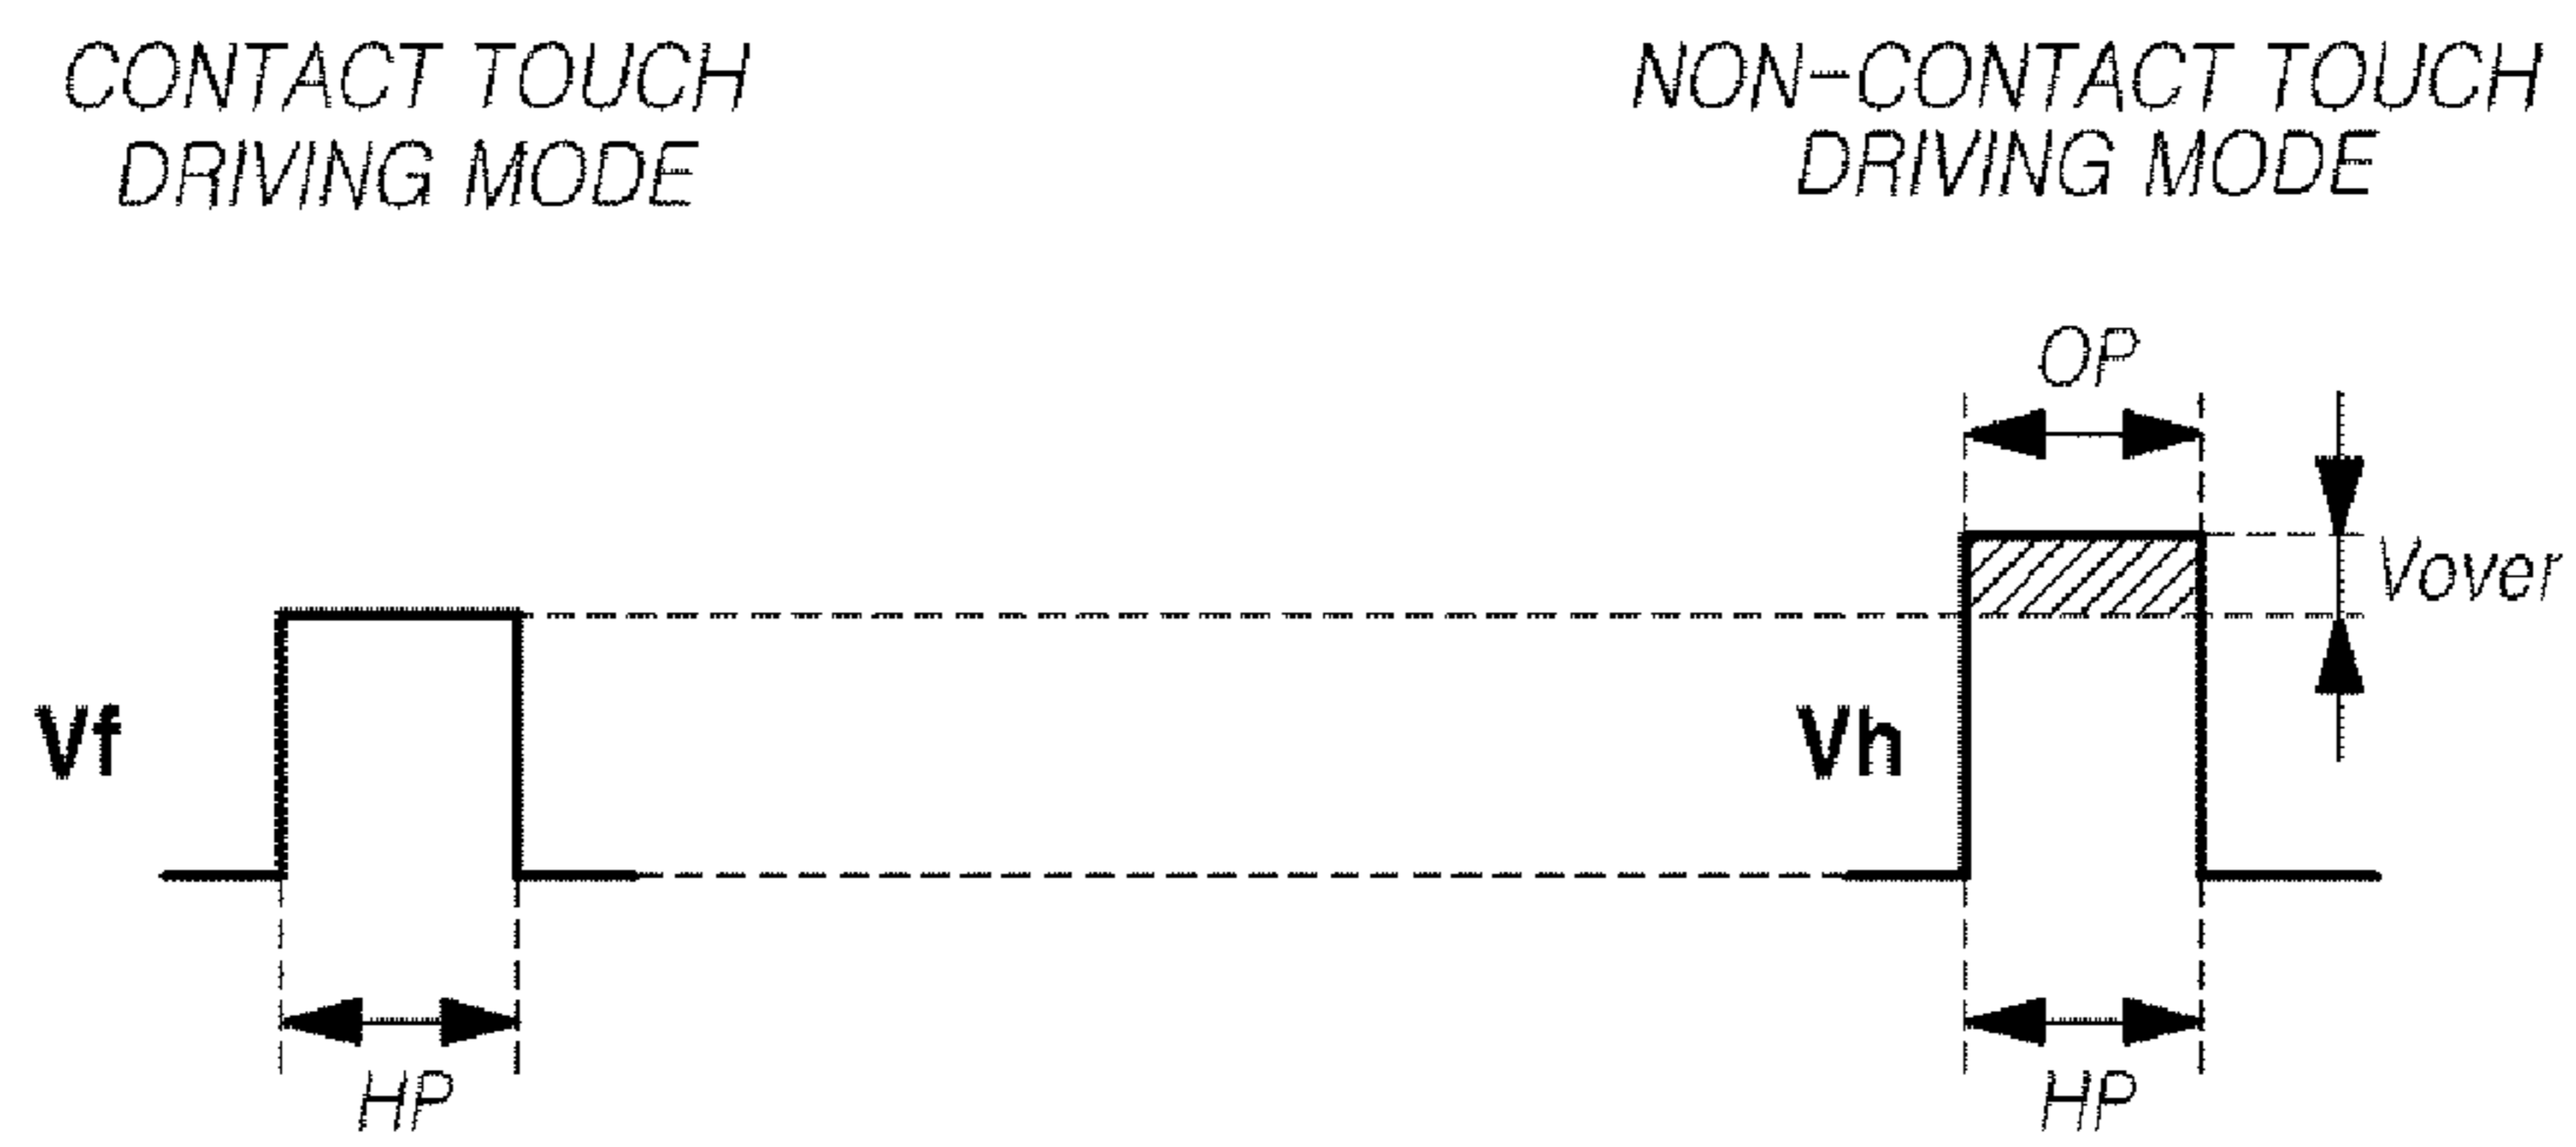 CONTACT TOUCH
DRIVING MODE
NON-CONTACT TOUCH
DRIVING MODE
OP
Vover
Vf
Vh
HP
HP